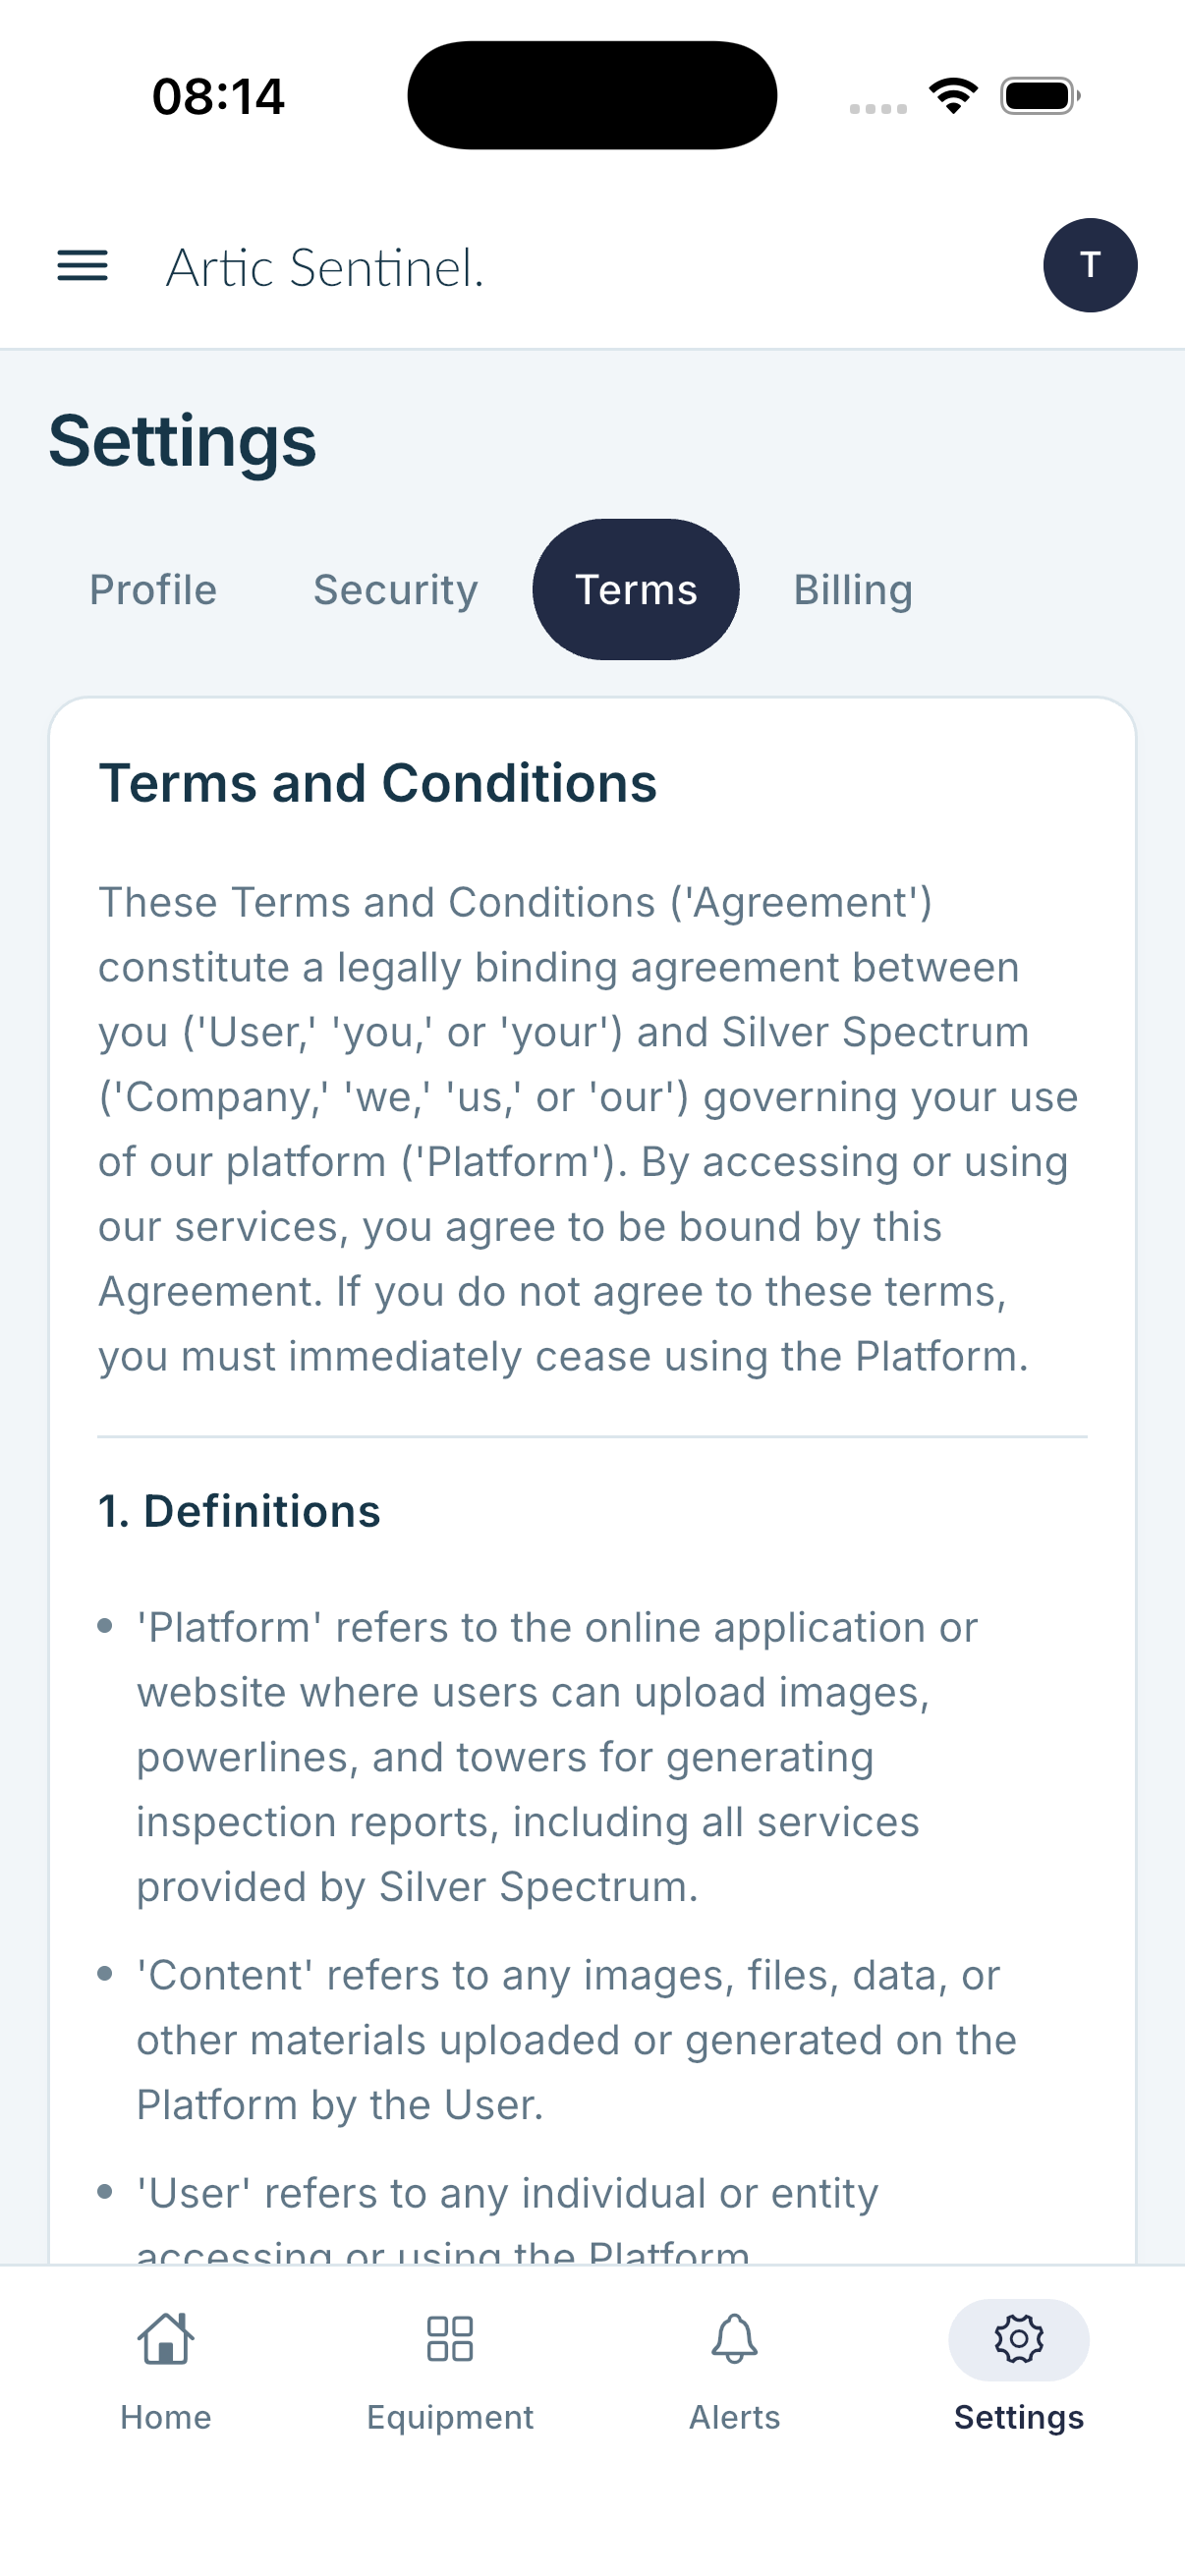 08:14
Artic Sentinel.
T
Settings
Profile Security Terms Billing
Terms and Conditions
These Terms and Conditions ('Agreement')
constitute a legally binding agreement between
you ('User,' 'you,' or 'your') and Silver Spectrum
('Company,' 'we,' 'us,' or 'our') governing your use
of our platform ('Platform'). By accessing or using
our services, you agree to be bound by this
Agreement. If you do not agree to these terms,
you must immediately cease using the Platform.
1. Definitions
• 'Platform' refers to the online application or
website where users can upload images,
powerlines, and towers for generating
inspection reports, including all services
provided by Silver Spectrum.
• 'Content' refers to any images, files, data, or
other materials uploaded or generated on the
Platform by the User.
• 'User' refers to any individual or entity
accessing or using the Platform
Home Equipment Alerts Settings